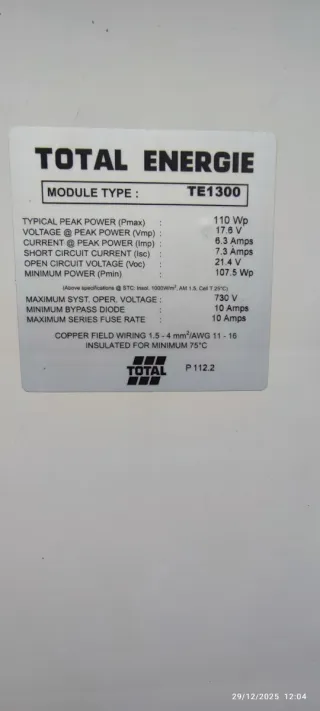 TOTAL ENERGIE
MODULE TYPE : TE1300
TYPICAL PEAK POWER (Pmax) : 110 Wp
VOLTAGE @ PEAK POWER (Vmp) : 17.6 V
CURRENT @ PEAK POWER (Imp) : 6.3 Amps
SHORT CIRCUIT CURRENT (Isc) : 7.3 Amps
OPEN CIRCUIT VOLTAGE (Voc) : 21.4 V
MINIMUM POWER (Pmin) : 107.5 Wp
(Above specifications @ STC: Insol. 1000W/m², AM 1.5, Cell T 25°C)
MAXIMUM SYST. OPER. VOLTAGE : 730 V
MINIMUM BYPASS DIODE : 10 Amps
MAXIMUM SERIES FUSE RATE : 10 Amps
COPPER FIELD WIRING 1.5 - 4 mm²/AWG 11 - 16
INSULATED FOR MINIMUM 75°C
TOTAL P 112.2
29/12/2025 12:04